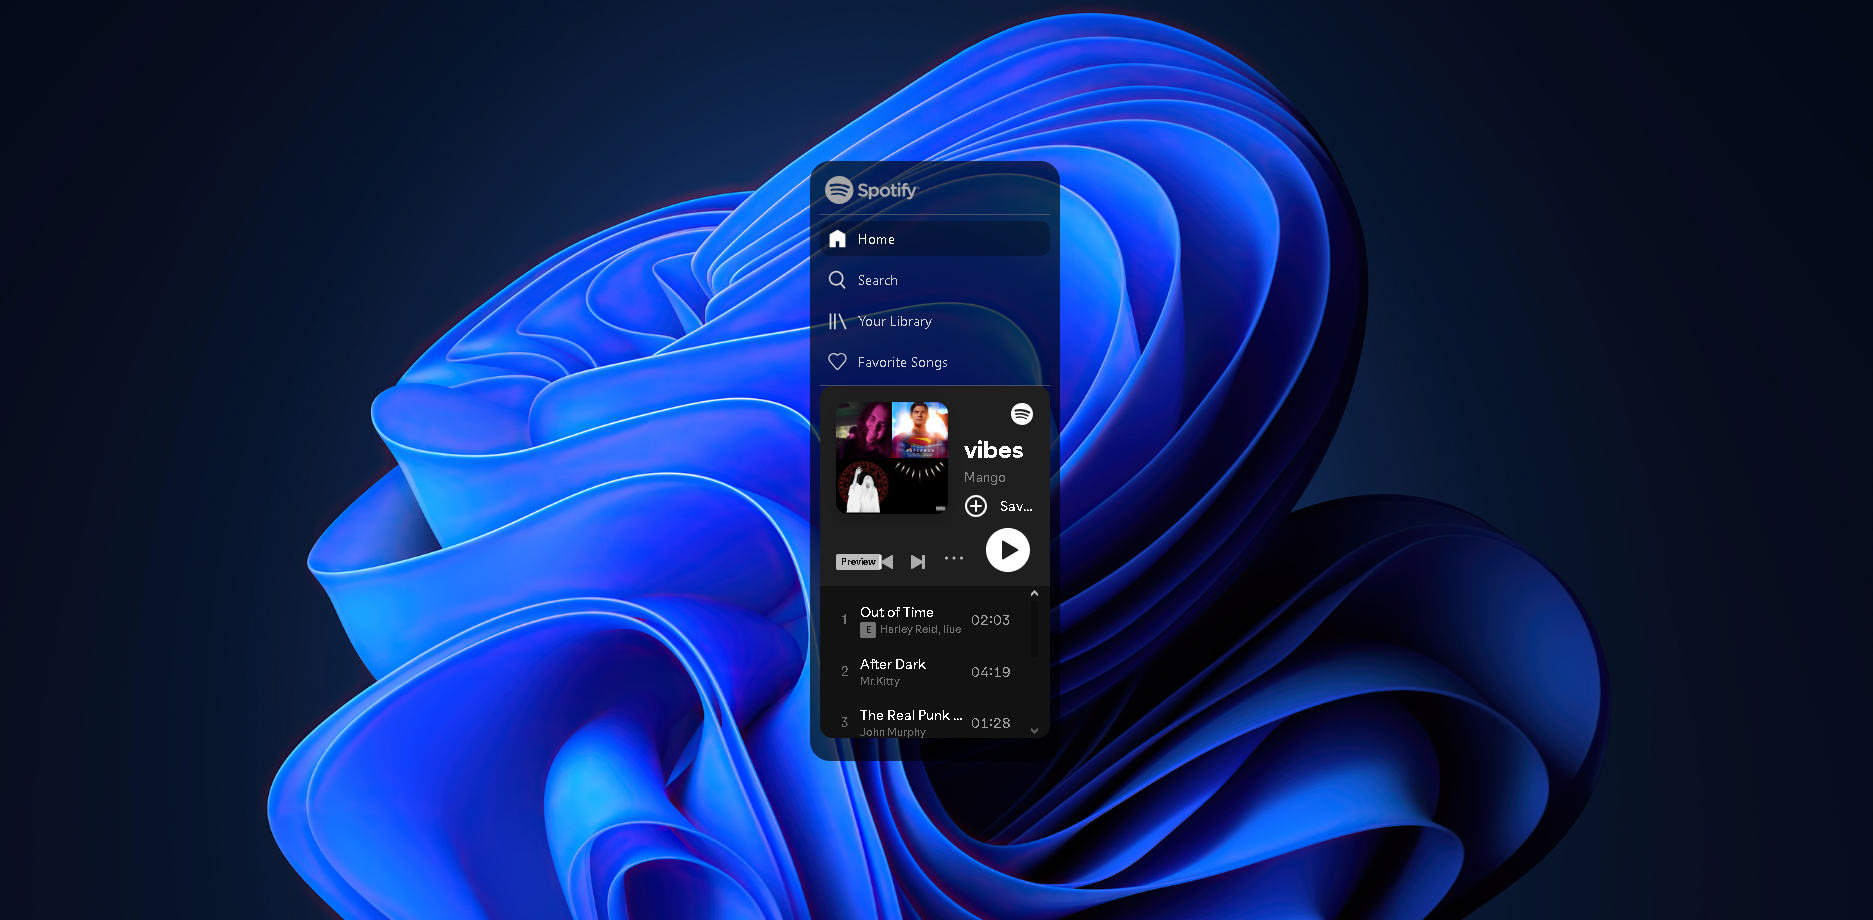 Spotify
Home
Search
Your Library
Favorite Songs
vibes
Mango
Sav...
Preview
1 Out of Time 02:03
E Harley Reid, liue
2 After Dark 04:19
Mr.Kitty
3 The Real Punk ... 01:28
John Murphy